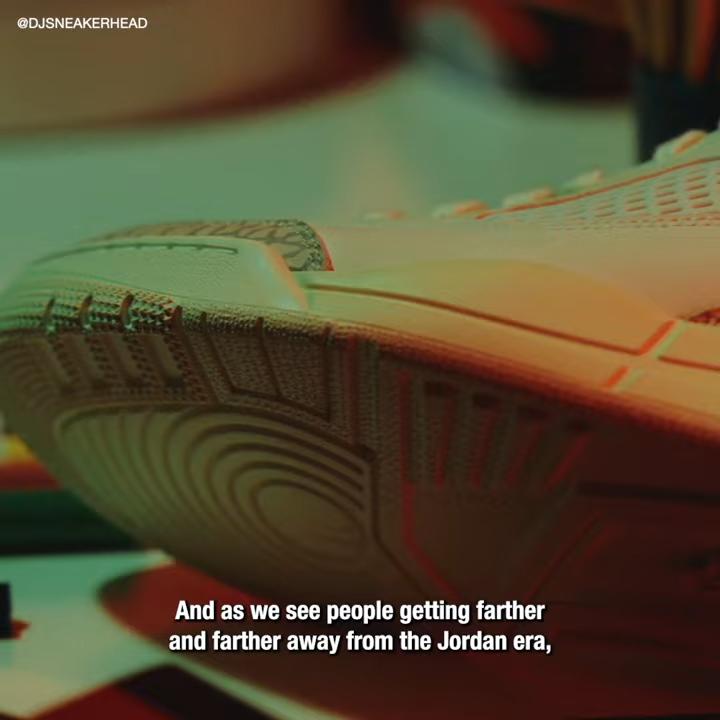 @DJSNEAKERHEAD
And as we see people getting farther
and farther away from the Jordan era,